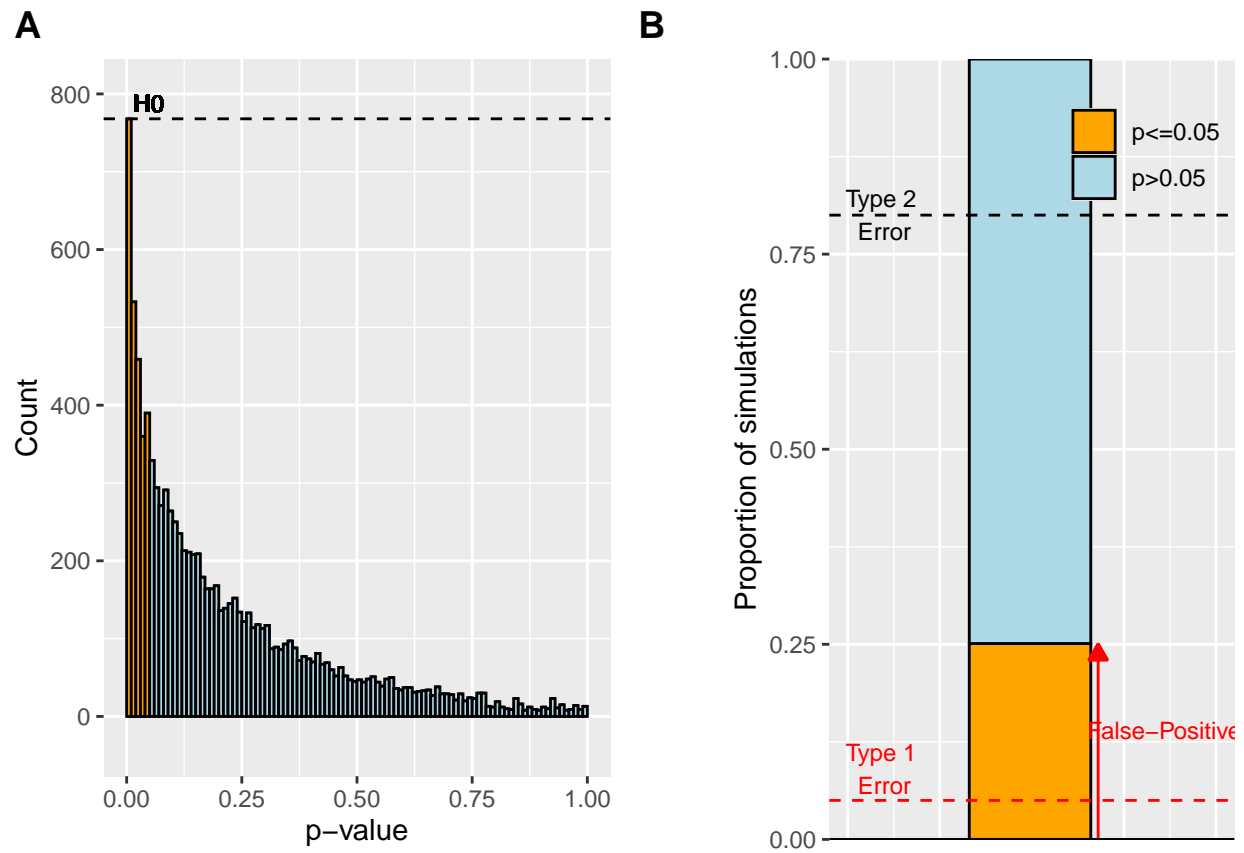 A
B
H0
800
600
400
200
0
Count
0.00
0.25
0.50
0.75
1.00
p−value
1.00
0.75
0.50
0.25
0.00
Proportion of simulations
p<=0.05
p>0.05
Type 2
Error
False−Positive
Type 1
Error